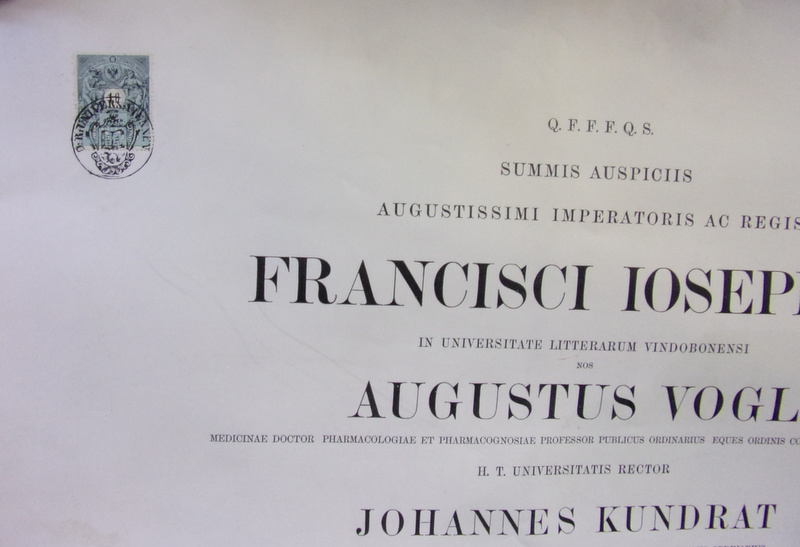 Q. F. F. F. Q. S.
SUMMIS AUSPICIIS
AUGUSTISSIMI IMPERATORIS AC REGIS
FRANCISCI IOSEP
IN UNIVERSITATE LITTERARUM VINDOBONENSI
NOS
AUGUSTUS VOGL
MEDICINAE DOCTOR PHARMACOLOGIAE ET PHARMACOGNOSIAE PROFESSOR PUBLICUS ORDINARIUS EQUES ORDINIS
H. T. UNIVERSITATIS RECTOR
JOHANNES KUNDRAT